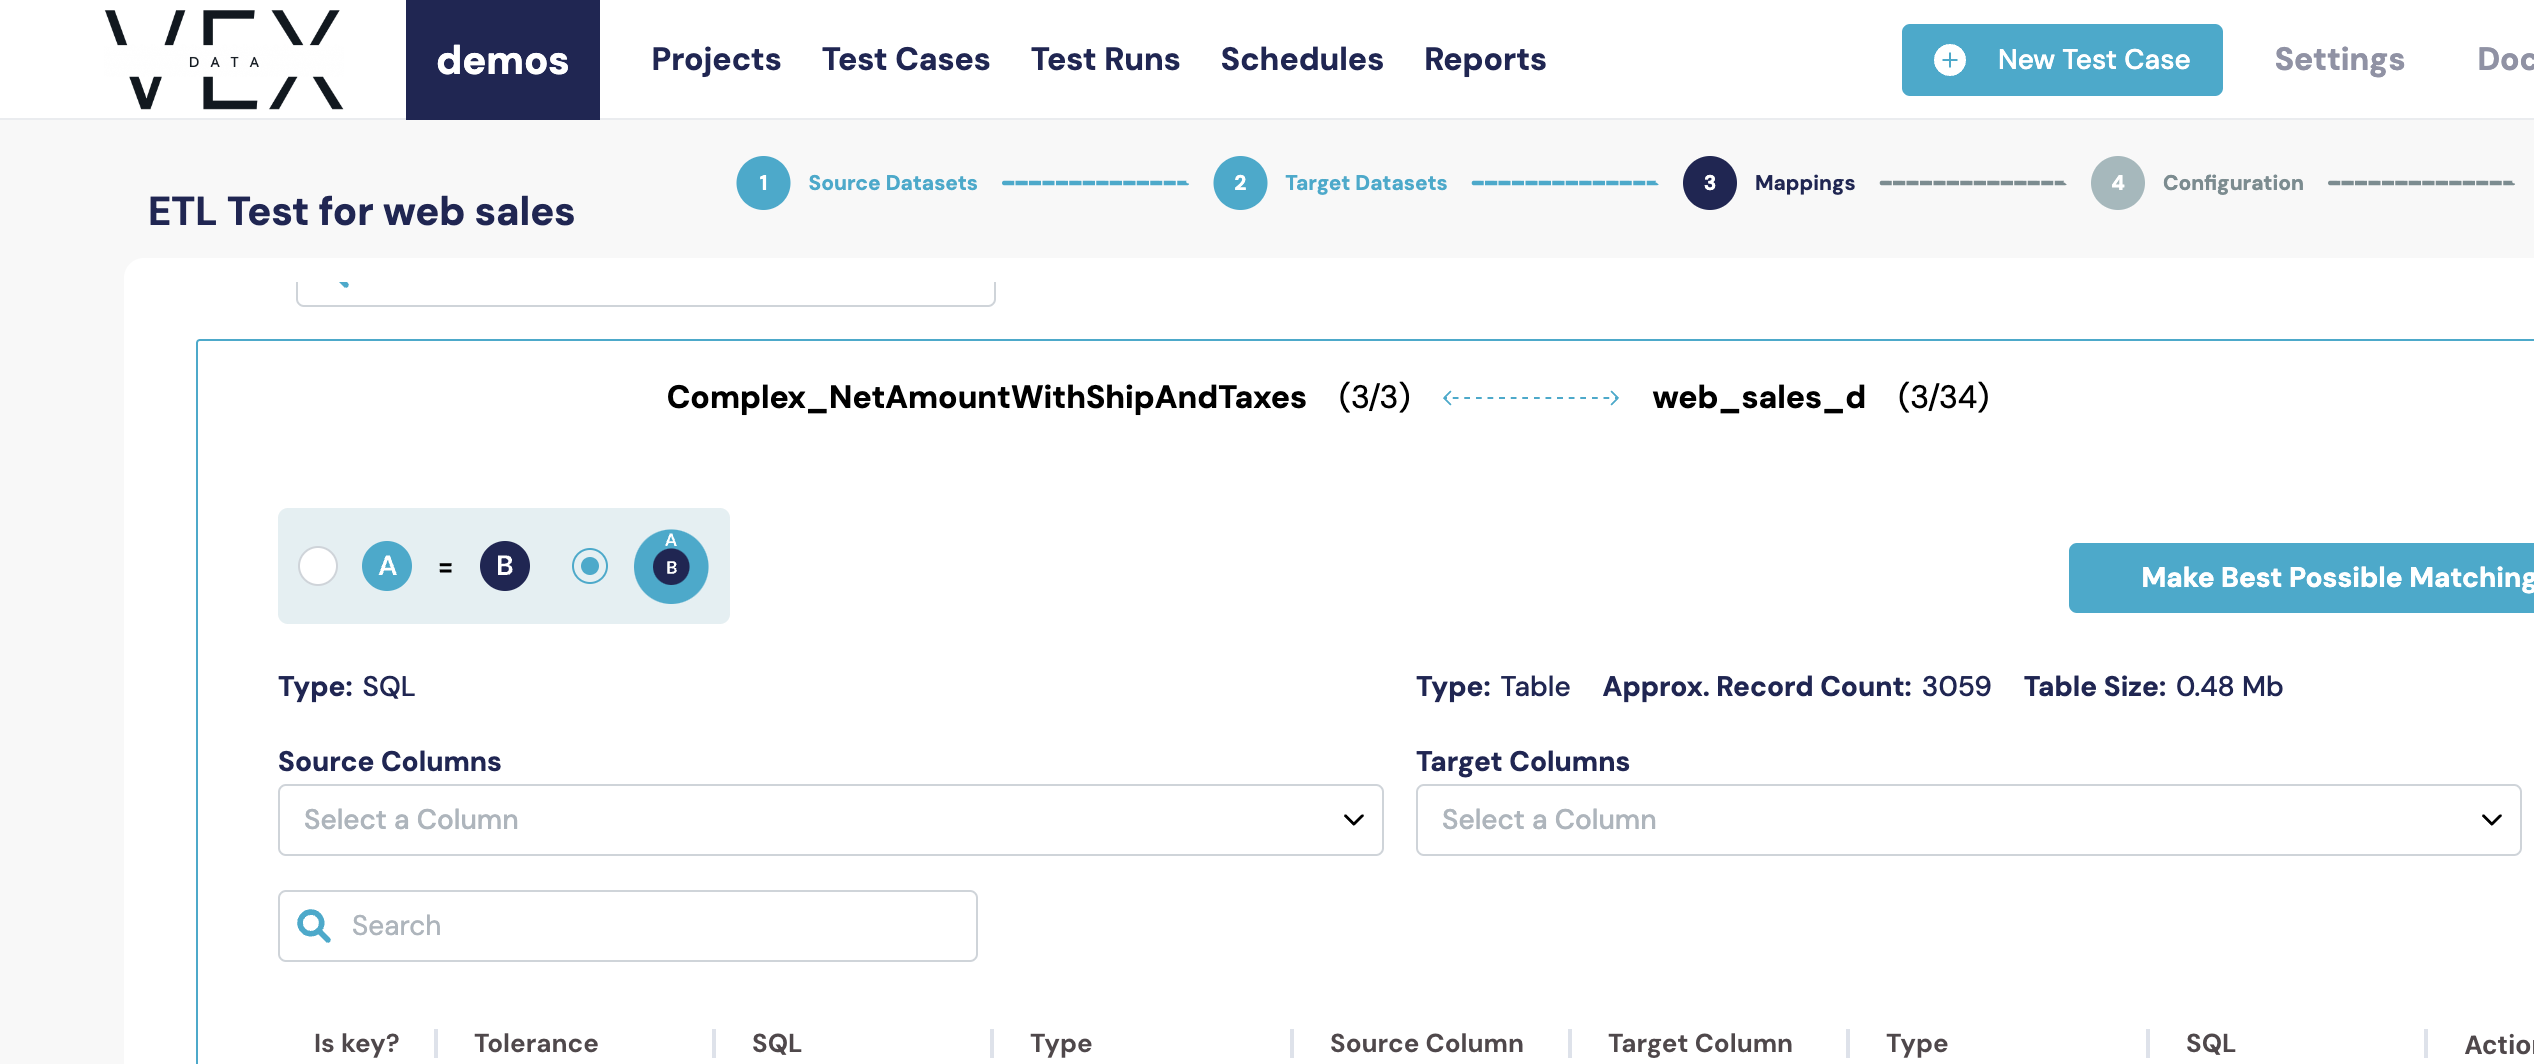 VEX
DATA
demos
Projects Test Cases Test Runs Schedules Reports
New Test Case
Settings
ETL Test for web sales
1 Source Datasets
2 Target Datasets
3 Mappings
4 Configuration
Complex_NetAmountWithShipAndTaxes (3/3) web_sales_d (3/34)
A = B
A
B
Make Best Possible Matching
Type: SQL
Type: Table Approx. Record Count: 3059 Table Size: 0.48 Mb
Source Columns
Target Columns
Select a Column
Select a Column
Search
Is key? Tolerance SQL Type Source Column Target Column Type SQL